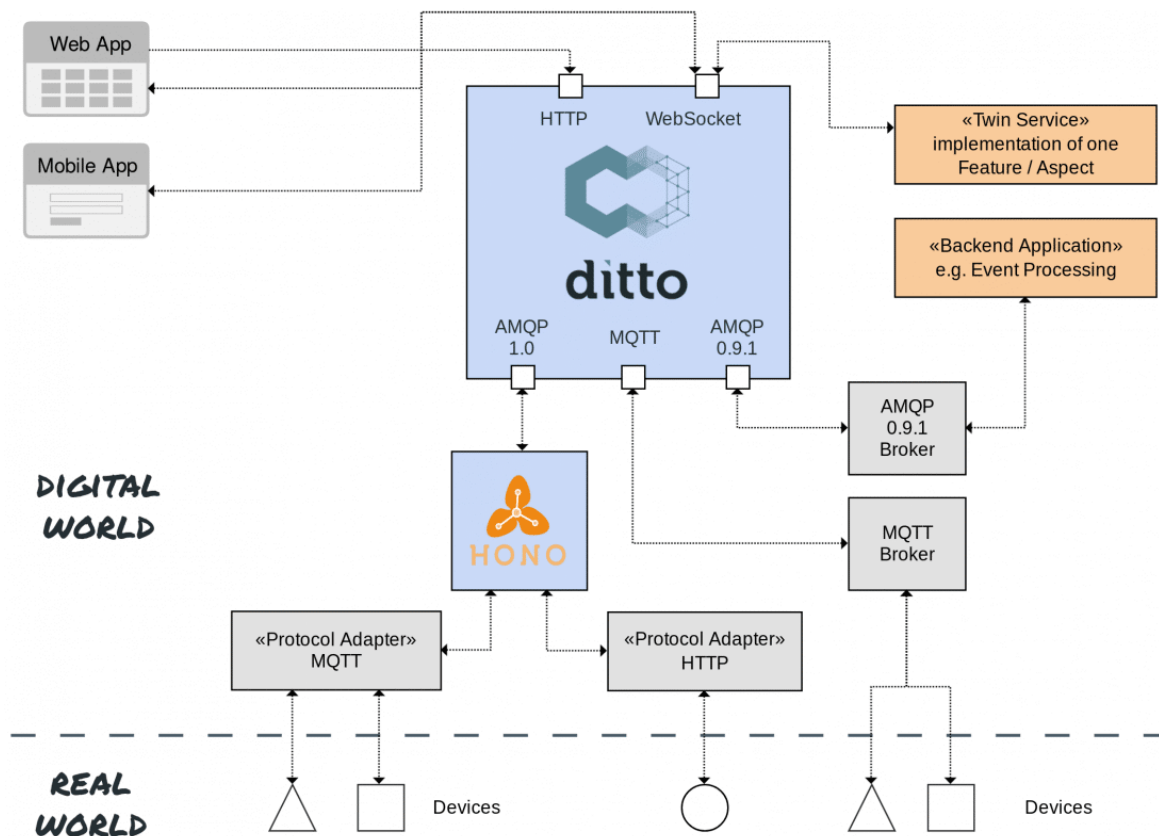 Web App
Mobile App
HTTP
WebSocket
ditto
AMQP
1.0
MQTT
AMQP
0.9.1
«Twin Service»
implementation of one
Feature / Aspect
«Backend Application»
e.g. Event Processing
AMQP
0.9.1
Broker
MQTT
Broker
DIGITAL
WORLD
HONO
«Protocol Adapter»
MQTT
«Protocol Adapter»
HTTP
REAL
WORLD
Devices
Devices